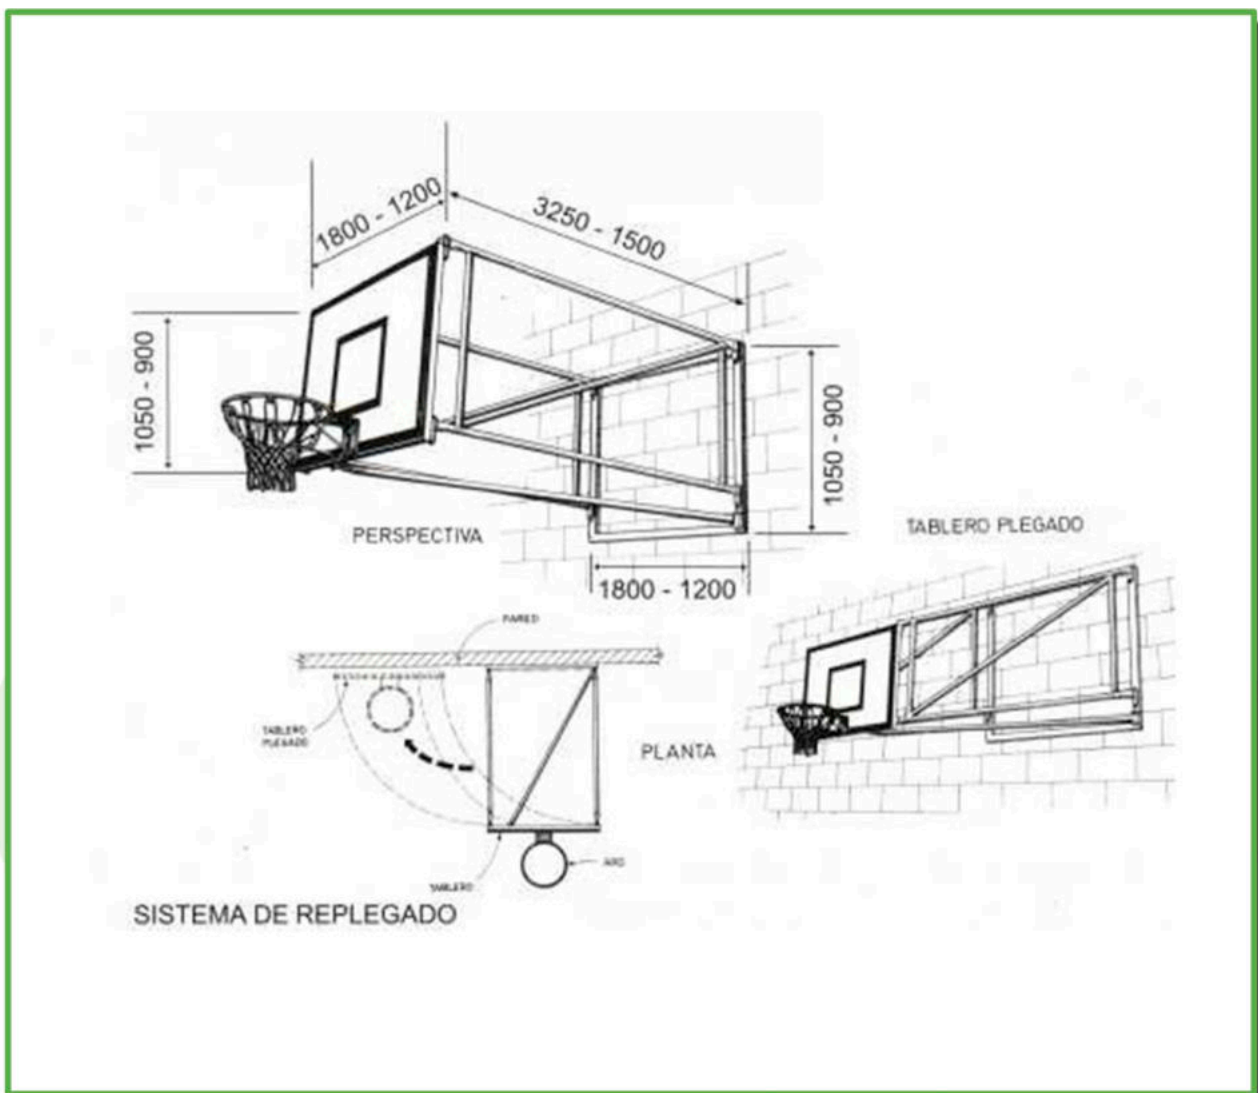 1800 - 1200
3250 - 1500
1050 - 900
1050 - 900
PERSPECTIVA
TABLERO PLEGADO
1800 - 1200
PARED
TABLERO
PLEGADO
PLANTA
ARO
TABLERO
SISTEMA DE REPLEGADO